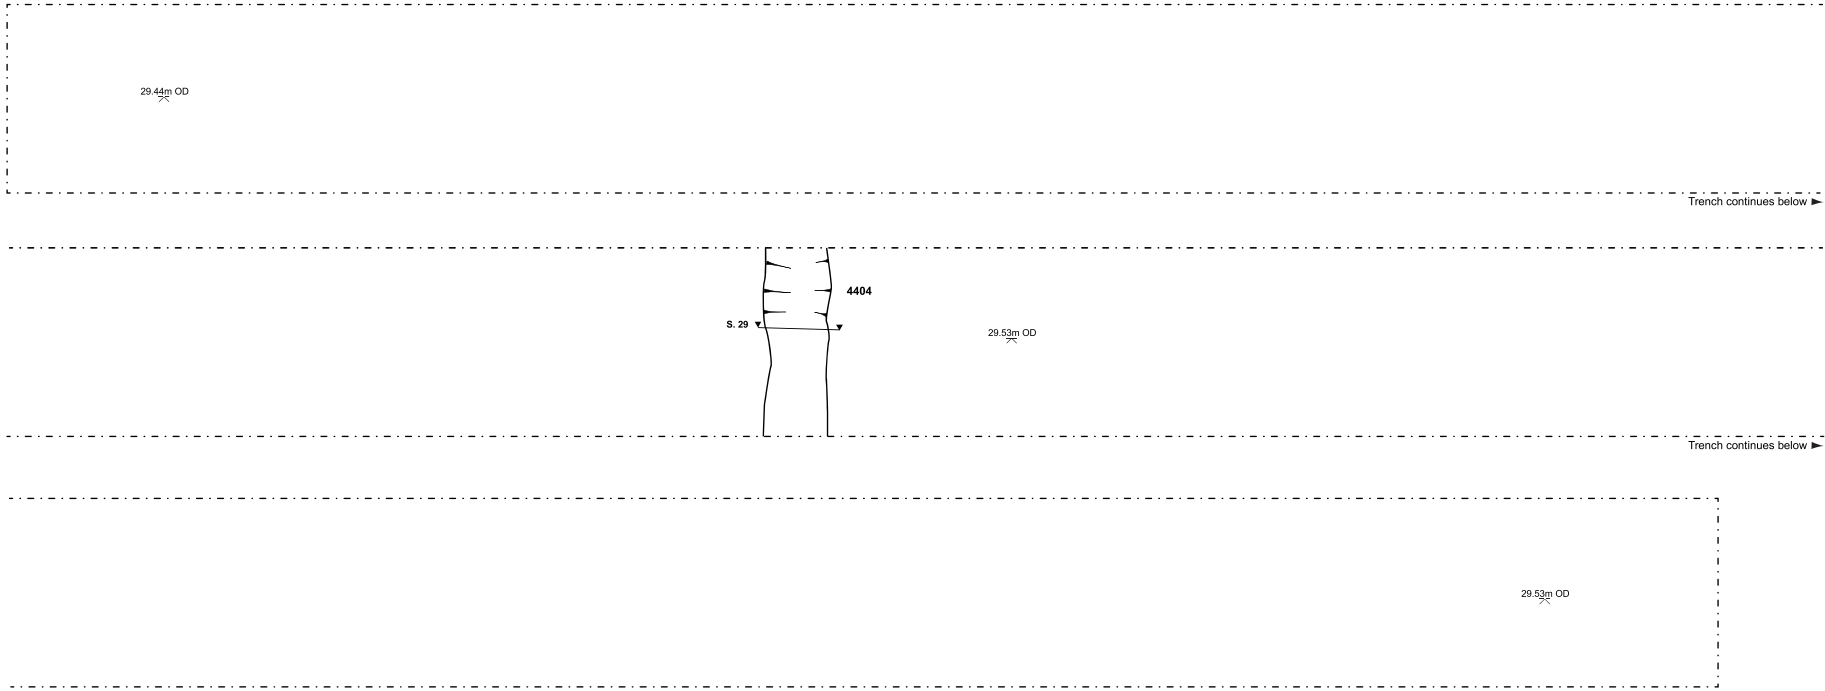 29.44m OD
Trench continues below
4404
S. 29
29.53m OD
Trench continues below
29.53m OD